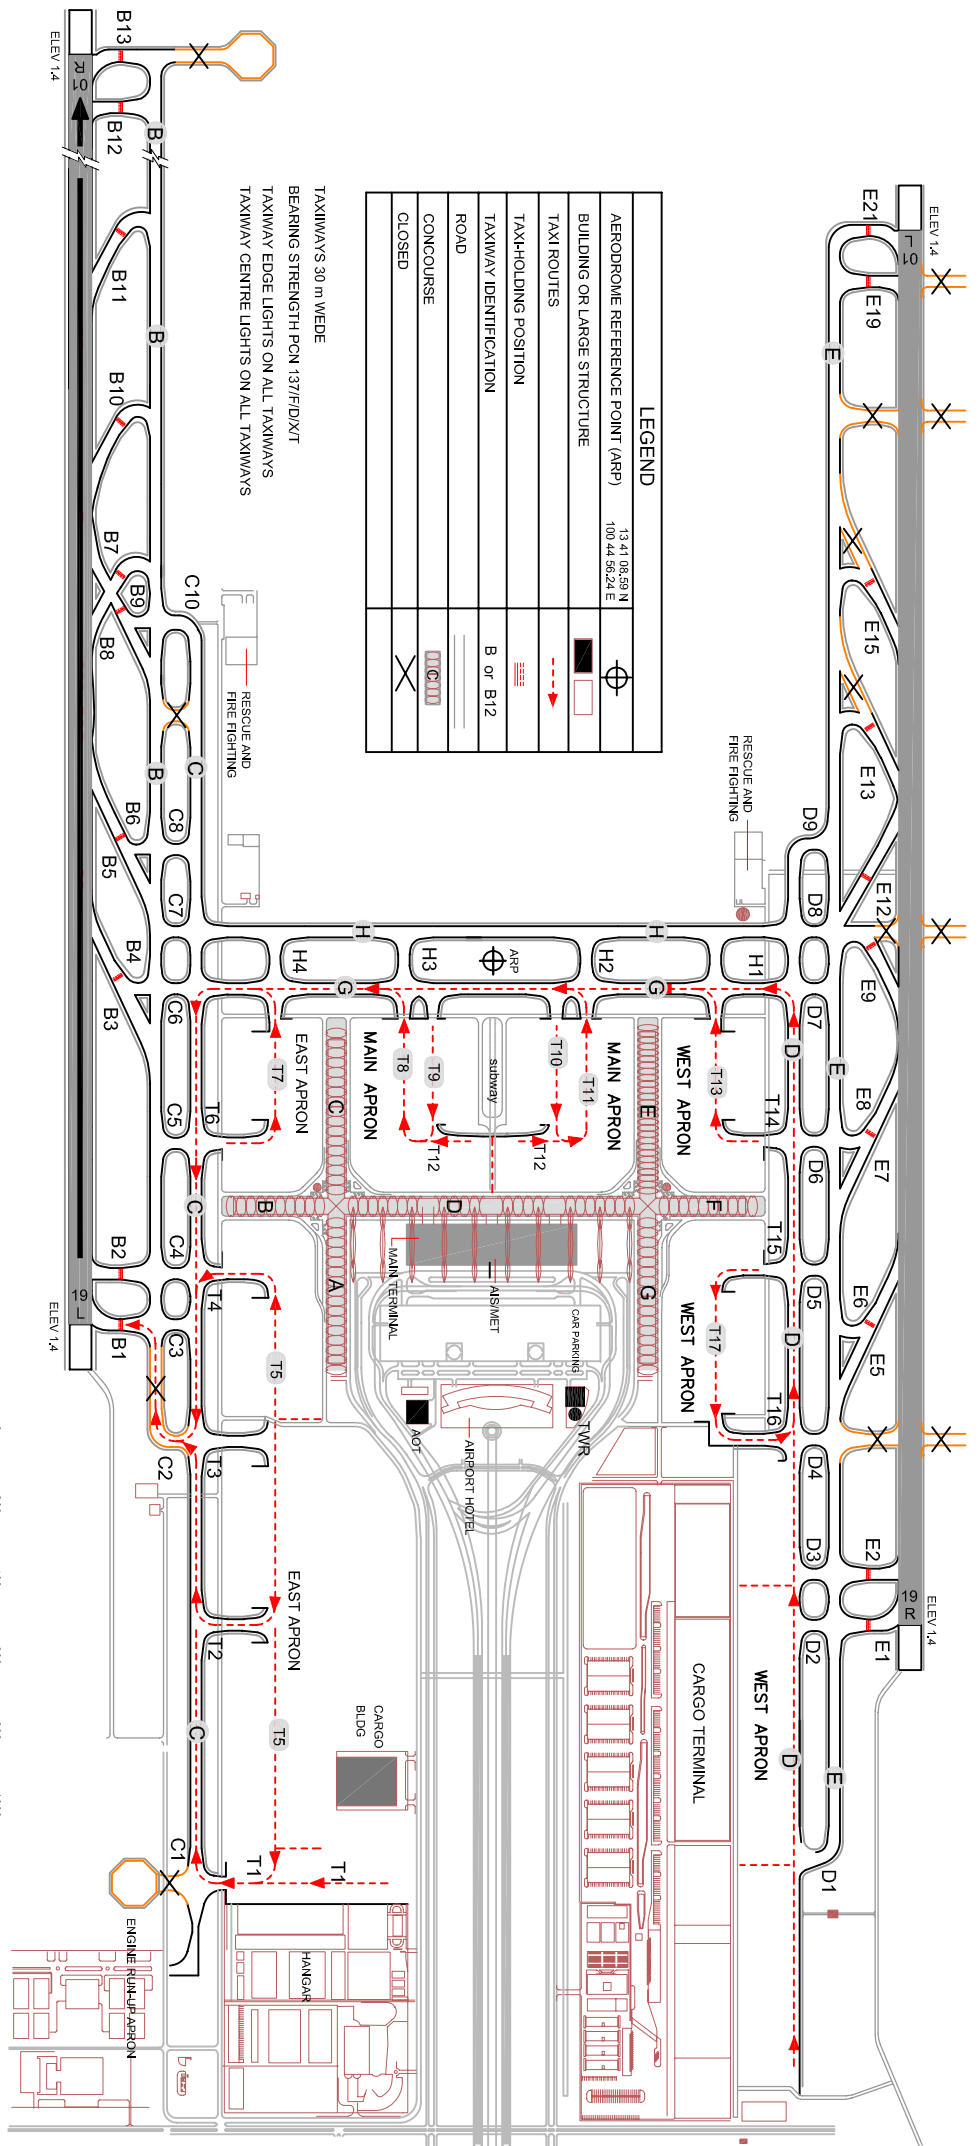 LEGEND
AERODROME REFERENCE POINT (ARP)
13 41 08.59 N
100 44 56.24 E
BUILDING OR LARGE STRUCTURE
TAXI ROUTES
TAXI-HOLDING POSITION
TAXIWAY IDENTIFICATION
B or B12
ROAD
CONCOURSE
C
CLOSED
TAXIWAYS 30 m WEDE
BEARING STRENGTH PCN 137/F/D/X/T
TAXIWAY EDGE LIGHTS ON ALL TAXIWAYS
TAXIWAY CENTRE LIGHTS ON ALL TAXIWAYS
ELEV 1.4
01 L
E21
E19
E
E15
E13
E12
E9
E
E8
E7
E6
E5
E2
E1
19 R
ELEV 1.4
E
D9
D8
D7
D6
D5
D4
D3
D2
D1
D
D
D
RESCUE AND
FIRE FIGHTING
H
H
H1
H2
H3
H4
ARP
G
G
T13
T14
T15
T16
T17
T11
T10
T9
T8
T7
T12
T12
T6
WEST APRON
MAIN APRON
MAIN APRON
EAST APRON
subway
E
C
F
D
B
G
A
WEST APRON
MAIN TERMINAL
AIS/MET
CAR PARKING
TWR
AOT
AIRPORT HOTEL
WEST APRON
CARGO TERMINAL
CARGO
BLDG
EAST APRON
T5
T5
T4
T3
T2
T1
T1
HANGAR
ENGINE RUN-UP APRON
RESCUE AND
FIRE FIGHTING
C10
C
C8
C7
C6
C5
C
C4
C3
C2
C
C1
ELEV 1.4
01 R
B13
B12
B
B11
B
B10
B7
B9
B8
B
B6
B5
B4
B3
B2
B1
19 L
ELEV 1.4